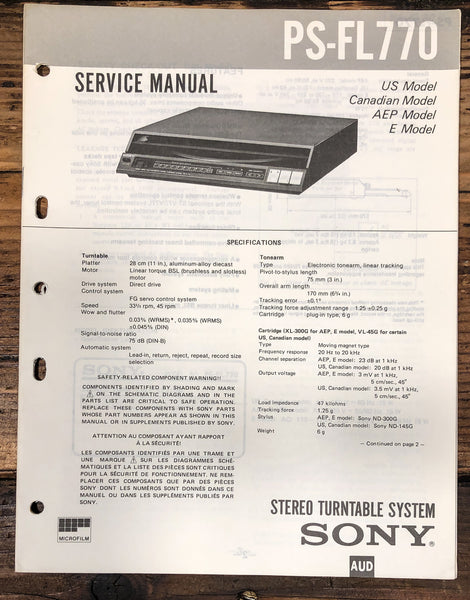 PS-FL770
SERVICE MANUAL
US Model
Canadian Model
AEP Model
E Model
SPECIFICATIONS
Turntable
Platter 28 cm (11 in.), aluminum-alloy diecast
Motor Linear torque BSL (brushless and slotless) motor
Drive system Direct drive
Control system
FG servo control system
Speed 33⅓ rpm, 45 rpm
Wow and flutter
0.03% (WRMS)*, 0.035% (WRMS)
±0.045% (DIN)
Signal-to-noise ratio
75 dB (DIN-B)
Automatic system
Lead-in, return, reject, repeat, record size selection
SAFETY-RELATED COMPONENT WARNING!!
COMPONENTS IDENTIFIED BY SHADING AND MARK
⚠ ON THE SCHEMATIC DIAGRAMS AND IN THE
PARTS LIST ARE CRITICAL TO SAFE OPERATION.
REPLACE THESE COMPONENTS WITH SONY PARTS
WHOSE PART NUMBERS APPEAR AS SHOWN IN THIS
MANUAL OR IN SUPPLEMENTS PUBLISHED BY SONY.
ATTENTION AU COMPOSANT AYANT RAPPORT
À LA SÉCURITÉ!
LES COMPOSANTS IDENTIFIÉS PAR UN TRAMÉ ET
UNE MARQUE ⚠ SUR LES DIAGRAMMES SCHÉ-
MATIQUES ET LA LISTE DES PIÈCES SONT CRITIQUES
POUR LA SÉCURITÉ DE FONCTIONNEMENT. NE REM-
PLACER CES COMPOSANTS QUE PAR DES PIÈCES
SONY DONT LES NUMÉROS SONT DONNÉS DANS CE
MANUEL OU DANS LES SUPPLÉMENTS PUBLIÉS PAR
SONY.
Tonearm
Type Electronic tonearm, linear tracking
Pivot-to-stylus length
75 mm (3 in.)
Overall arm length
170 mm (6¾ in.)
Tracking error ±0.1°
Tracking force adjustment range 1.25 ±0.25 g
Cartridge plug-in type; 6 g
Cartridge (XL-300G for AEP, E model, VL-45G for certain US, Canadian model)
Type Moving magnet type
Frequency response 20 Hz to 20 kHz
Channel separation AEP, E model: 23 dB at 1 kHz
US, Canadian model: 20 dB at 1 kHz
Output voltage AEP, E model: 3 mV at 1 kHz, 5 cm/sec., 45°
US, Canadian model: 3.5 mV at 1 kHz, 5 cm/sec, 45°
Load impedance 47 kilohms
Tracking force 1.25 g
Stylus AEP, E model: Sony ND-300G
US, Canadian model: Sony ND-145G
Weight 6 g
— Continued on page 2 —
MICROFILM
STEREO TURNTABLE SYSTEM
SONY®
AUD